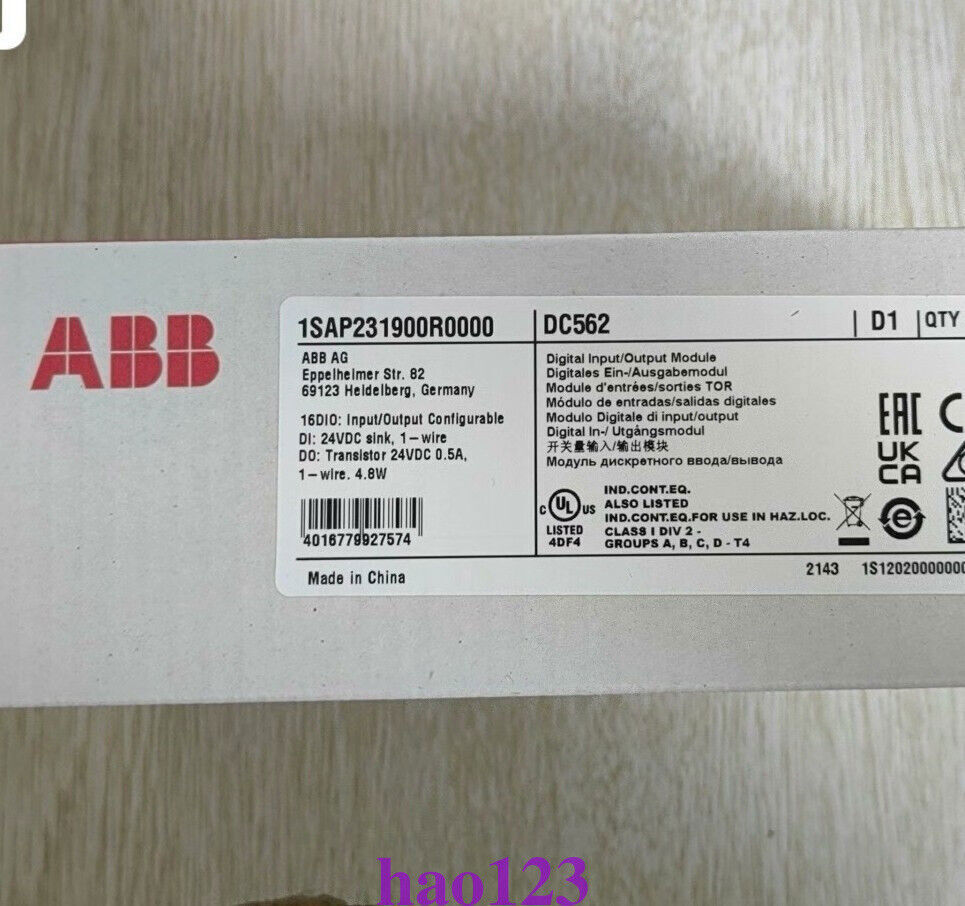 ABB
1SAP231900R0000
DC562
D1
QTY
ABB AG
Eppelheimer Str. 82
69123 Heidelberg, Germany
16DIO: Input/Output Configurable
DI: 24VDC sink, 1-wire
DO: Transistor 24VDC 0.5A,
1-wire. 4.8W
4016779927574
Made in China
Digital Input/Output Module
Digitales Ein-/Ausgabemodul
Module d'entrées/sorties TOR
Módulo de entradas/salidas digitales
Modulo Digitale di input/output
Digital In-/ Utgångsmodul
开关量输入/输出模块
Модуль дискретного ввода/вывода
C UL US
LISTED
4DF4
IND.CONT.EQ.
ALSO LISTED
IND.CONT.EQ.FOR USE IN HAZ.LOC.
CLASS I DIV 2 -
GROUPS A, B, C, D - T4
EAC
UK
CA
e
2143
hao123